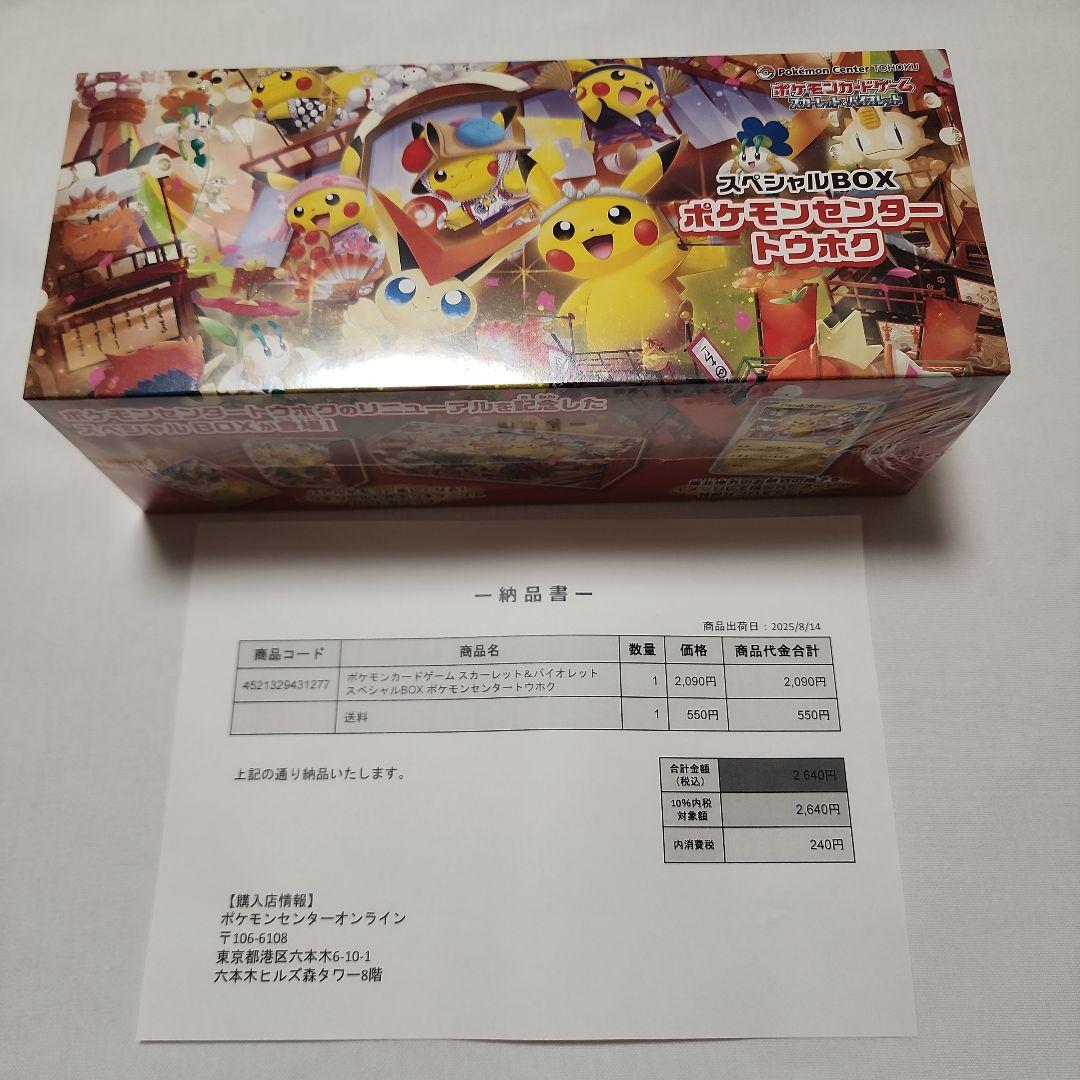 Pokémon Center TOHOKU
ポケモンカードゲーム
スカーレット&バイオレット
スペシャルBOX
ポケモンセンター
トウホク
ポケモンセンタートウホクのリニューアルを記念した
スペシャルBOXが登場!
ー納品書ー
商品出荷日:2025/8/14
商品コード 商品名 数量 価格 商品代金合計
4521329431277 ポケモンカードゲーム スカーレット&バイオレット 1 2,090円 2,090円
スペシャルBOX ポケモンセンタートウホク
送料 1 550円 550円
上記の通り納品いたします。
合計金額 2,640円
(税込)
10%内税 2,640円
対象額
内消費税 240円
【購入店情報】
ポケモンセンターオンライン
〒106-6108
東京都港区六本木6-10-1
六本木ヒルズ森タワー8階